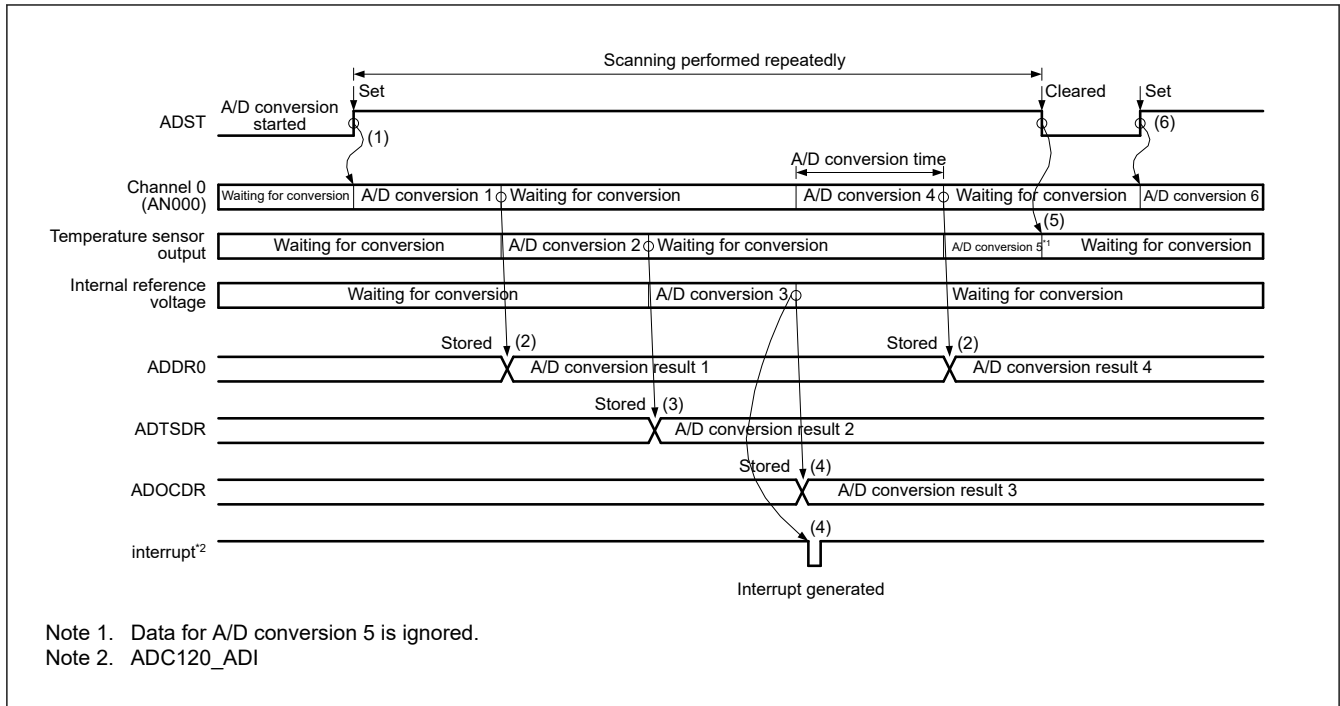 Scanning performed repeatedly
Set
Cleared
Set
A/D conversion
started
ADST
(1)
(6)
A/D conversion time
Channel 0
(AN000)
Waiting for conversion
A/D conversion 1
Waiting for conversion
A/D conversion 4
Waiting for conversion
A/D conversion 6
(5)
Temperature sensor
output
Waiting for conversion
A/D conversion 2
Waiting for conversion
A/D conversion 5*1
Waiting for conversion
Internal reference
voltage
Waiting for conversion
A/D conversion 3
Waiting for conversion
Stored (2)
Stored (2)
ADDR0
A/D conversion result 1
A/D conversion result 4
Stored (3)
ADTSDR
A/D conversion result 2
Stored (4)
ADOCDR
A/D conversion result 3
(4)
interrupt*2
Interrupt generated
Note 1. Data for A/D conversion 5 is ignored.
Note 2. ADC120_ADI